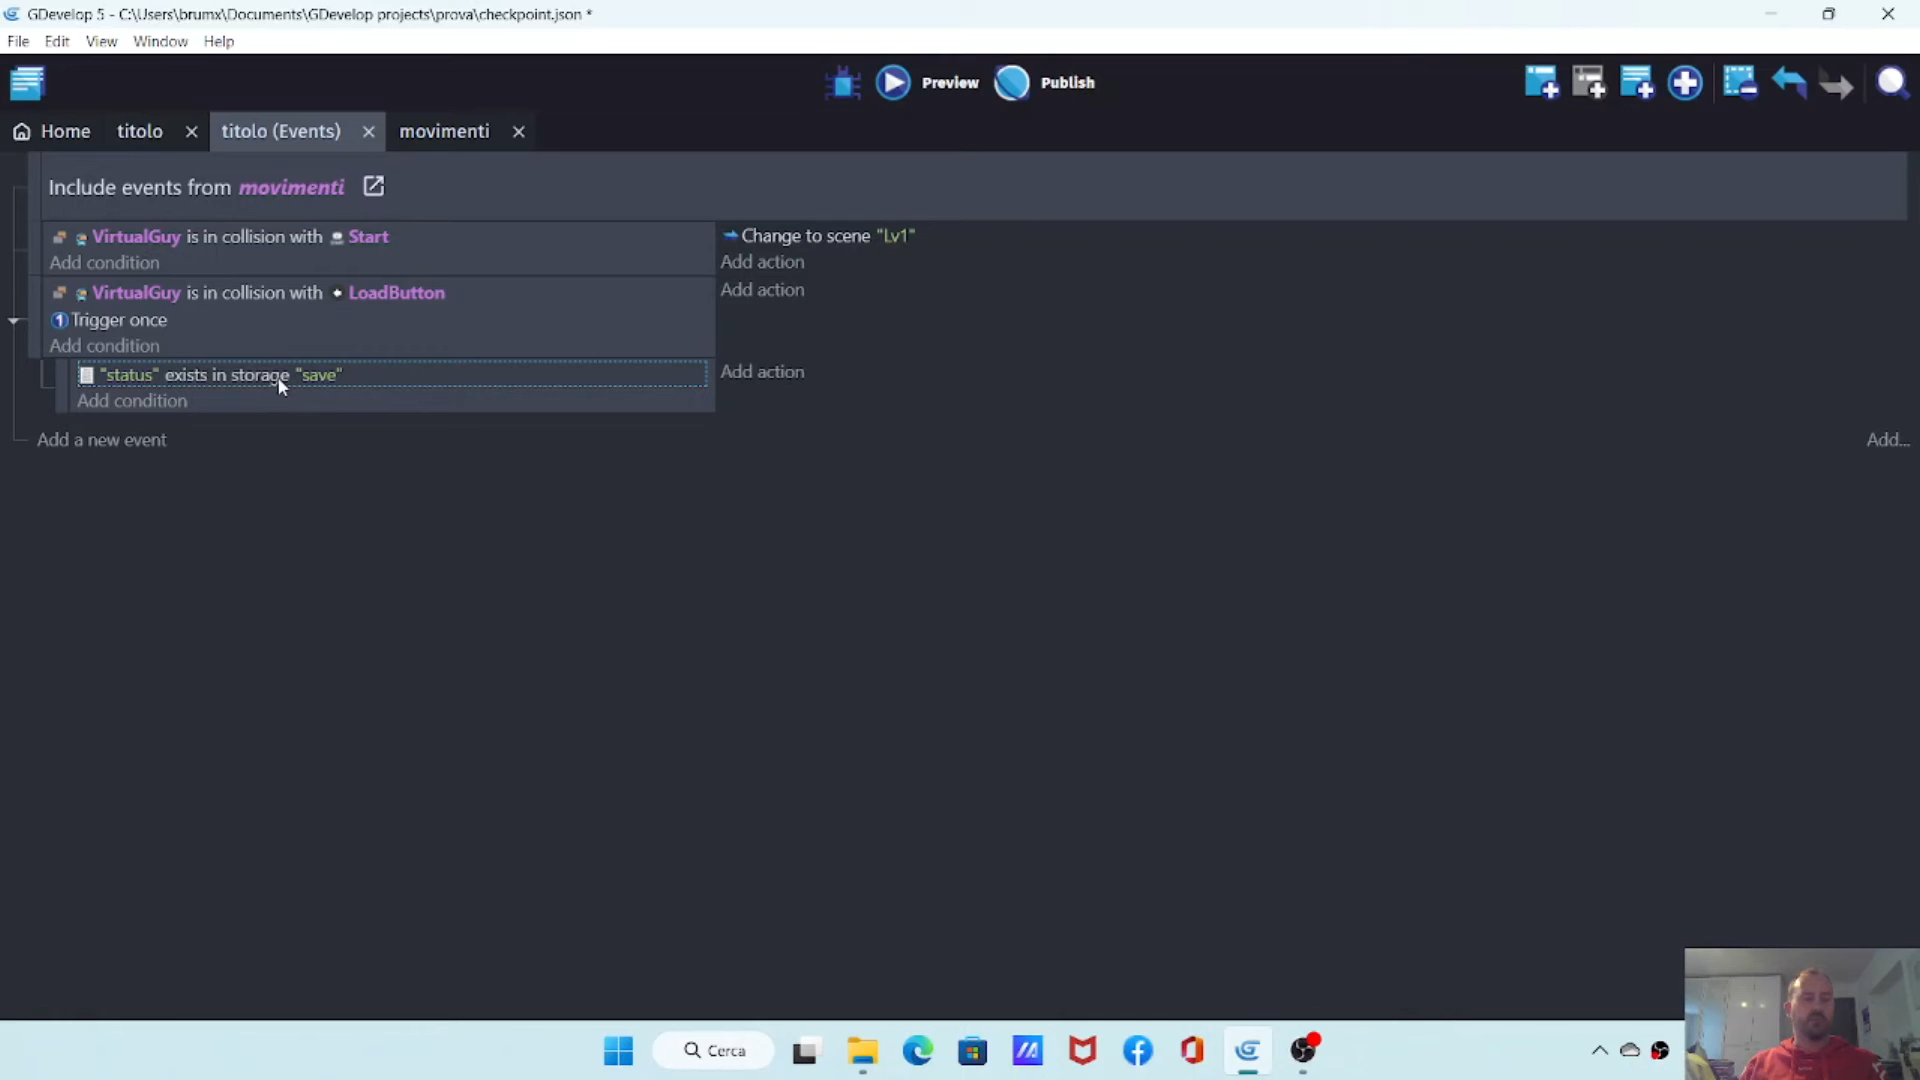 GDevelop 5 - C:\Users\brumx\Documents\GDevelop projects\prova\checkpoint.json *
File Edit View Window Help
Preview Publish
Home titolo titolo (Events) movimenti
Include events from movimenti
VirtualGuy is in collision with Start Change to scene "Lv1"
Add condition Add action
VirtualGuy is in collision with LoadButton Add action
Trigger once
Add condition
"status" exists in storage "save" Add action
Add condition
Add a new event Add...
Cerca